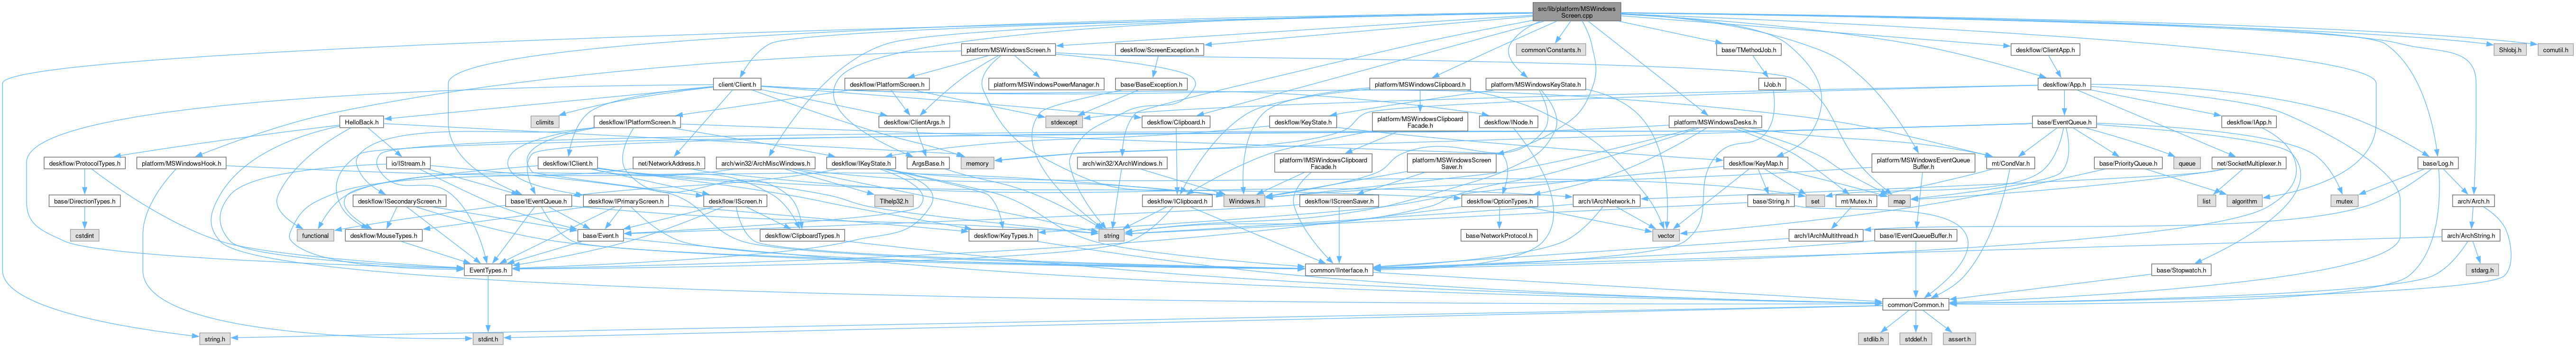 src/lib/platform/MSWindows
Screen.cpp
platform/MSWindowsScreen.h
deskflow/ScreenException.h
common/Constants.h
base/TMethodJob.h
deskflow/ClientApp.h
Shlobj.h
comutil.h
client/Client.h
deskflow/PlatformScreen.h
platform/MSWindowsPowerManager.h
base/BaseException.h
platform/MSWindowsClipboard.h
platform/MSWindowsKeyState.h
IJob.h
deskflow/App.h
HelloBack.h
climits
deskflow/IPlatformScreen.h
deskflow/ClientArgs.h
stdexcept
deskflow/Clipboard.h
deskflow/KeyState.h
platform/MSWindowsClipboard
Facade.h
deskflow/INode.h
platform/MSWindowsDesks.h
base/EventQueue.h
deskflow/IApp.h
deskflow/ProtocolTypes.h
platform/MSWindowsHook.h
io/IStream.h
deskflow/IClient.h
net/NetworkAddress.h
arch/win32/ArchMiscWindows.h
deskflow/IKeyState.h
ArgsBase.h
memory
arch/win32/XArchWindows.h
platform/IMSWindowsClipboard
Facade.h
platform/MSWindowsScreen
Saver.h
deskflow/KeyMap.h
platform/MSWindowsEventQueue
Buffer.h
mt/CondVar.h
base/PriorityQueue.h
queue
net/SocketMultiplexer.h
base/Log.h
base/DirectionTypes.h
deskflow/ISecondaryScreen.h
base/IEventQueue.h
deskflow/IPrimaryScreen.h
deskflow/IScreen.h
Tlhelp32.h
Windows.h
deskflow/IClipboard.h
deskflow/IScreenSaver.h
deskflow/OptionTypes.h
arch/IArchNetwork.h
base/String.h
set
mt/Mutex.h
map
list
algorithm
mutex
arch/Arch.h
cstdint
functional
deskflow/MouseTypes.h
base/Event.h
deskflow/ClipboardTypes.h
deskflow/KeyTypes.h
string
base/NetworkProtocol.h
vector
arch/IArchMultithread.h
base/IEventQueueBuffer.h
arch/ArchString.h
EventTypes.h
common/IInterface.h
base/Stopwatch.h
stdarg.h
common/Common.h
string.h
stdint.h
stdlib.h
stddef.h
assert.h